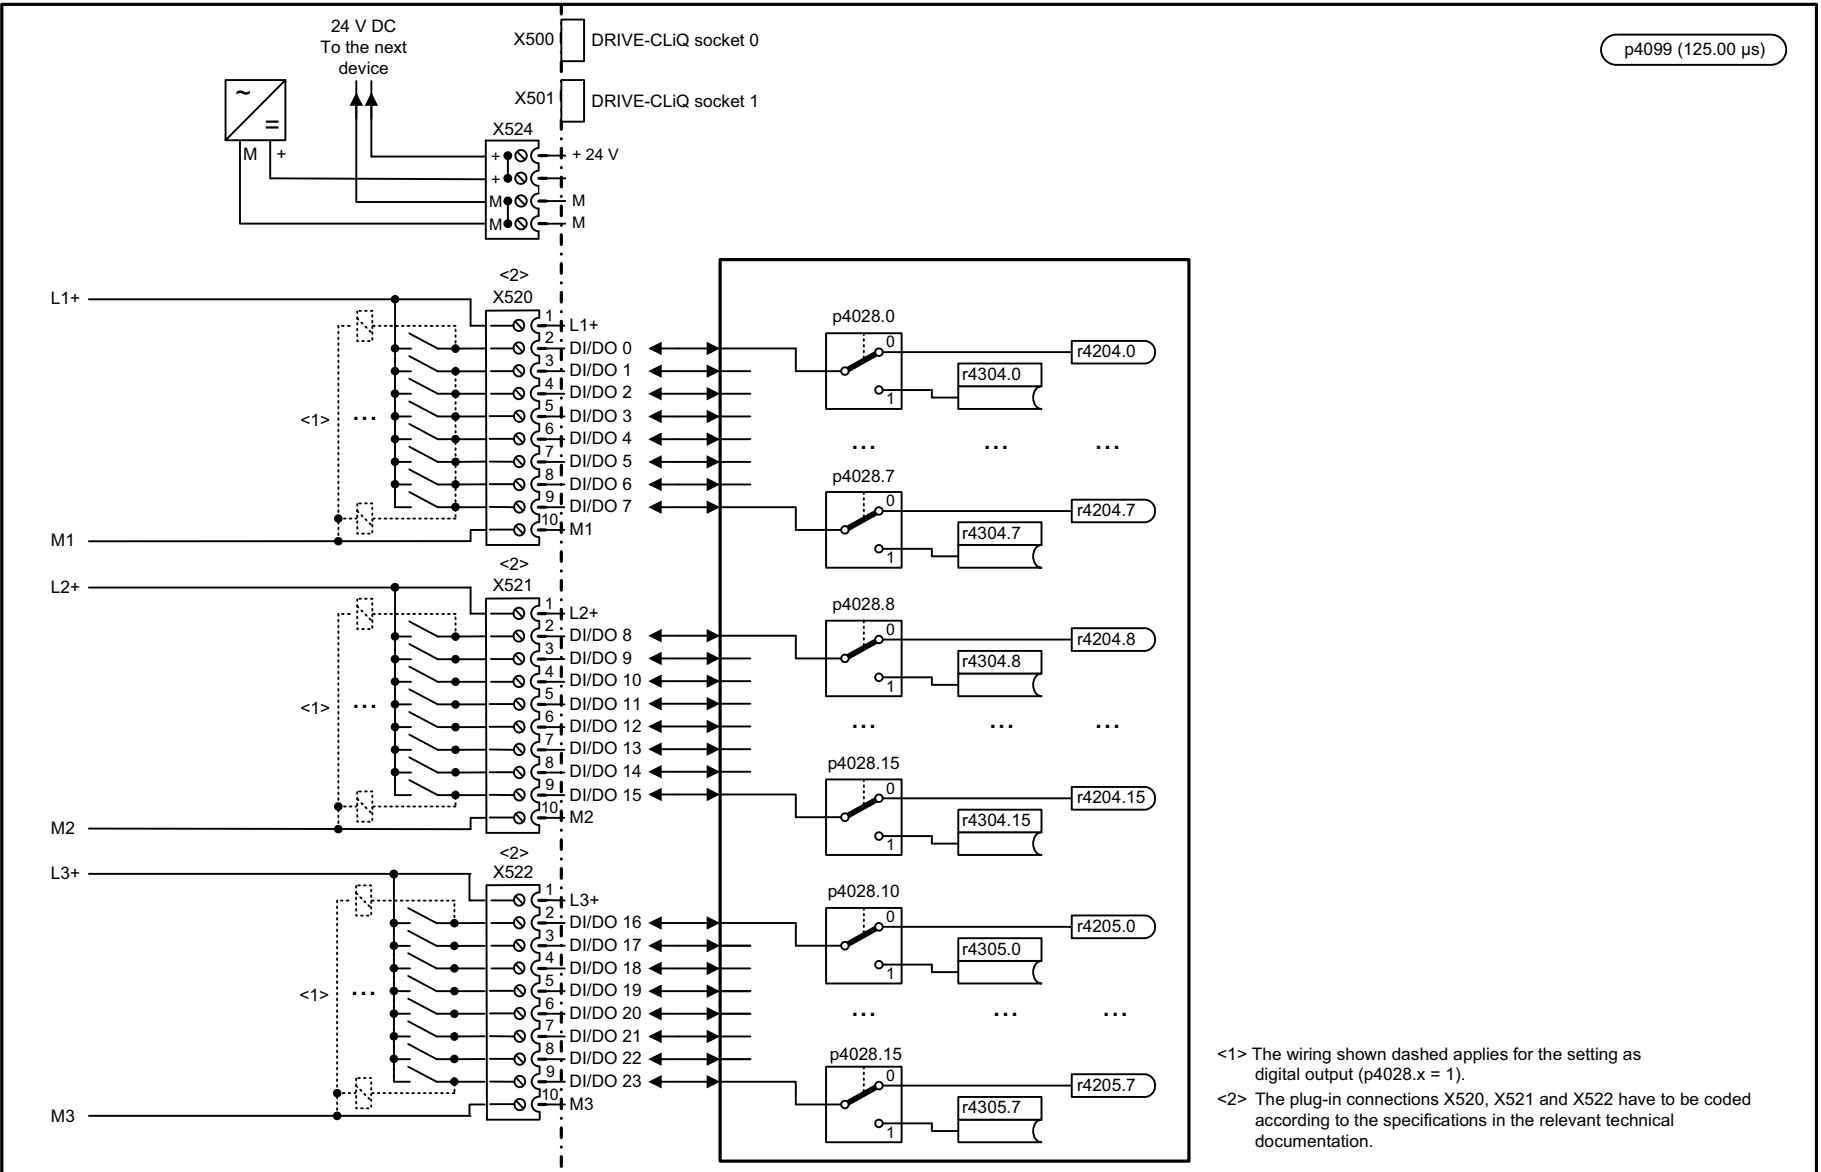 24 V DC
To the next
device
X500
DRIVE-CLiQ socket 0
p4099 (125.00 µs)
X501
DRIVE-CLiQ socket 1
~
=
M +
X524
+
+ 24 V
+
M
M
M
M
<2>
X520
L1+
1
L1+
2
DI/DO 0
3
DI/DO 1
4
DI/DO 2
5
DI/DO 3
<1>
...
6
DI/DO 4
7
DI/DO 5
8
DI/DO 6
9
DI/DO 7
10
M1
M1
p4028.0
0
1
r4204.0
r4304.0
... ... ...
p4028.7
0
1
r4204.7
r4304.7
<2>
X521
L2+
1
L2+
2
DI/DO 8
3
DI/DO 9
4
DI/DO 10
5
DI/DO 11
<1>
...
6
DI/DO 12
7
DI/DO 13
8
DI/DO 14
9
DI/DO 15
10
M2
M2
p4028.8
0
1
r4204.8
r4304.8
... ... ...
p4028.15
0
1
r4204.15
r4304.15
<2>
X522
L3+
1
L3+
2
DI/DO 16
3
DI/DO 17
4
DI/DO 18
5
DI/DO 19
<1>
...
6
DI/DO 20
7
DI/DO 21
8
DI/DO 22
9
DI/DO 23
10
M3
M3
p4028.10
0
1
r4205.0
r4305.0
... ... ...
p4028.15
0
1
r4205.7
r4305.7
<1> The wiring shown dashed applies for the setting as
digital output (p4028.x = 1).
<2> The plug-in connections X520, X521 and X522 have to be coded
according to the specifications in the relevant technical
documentation.